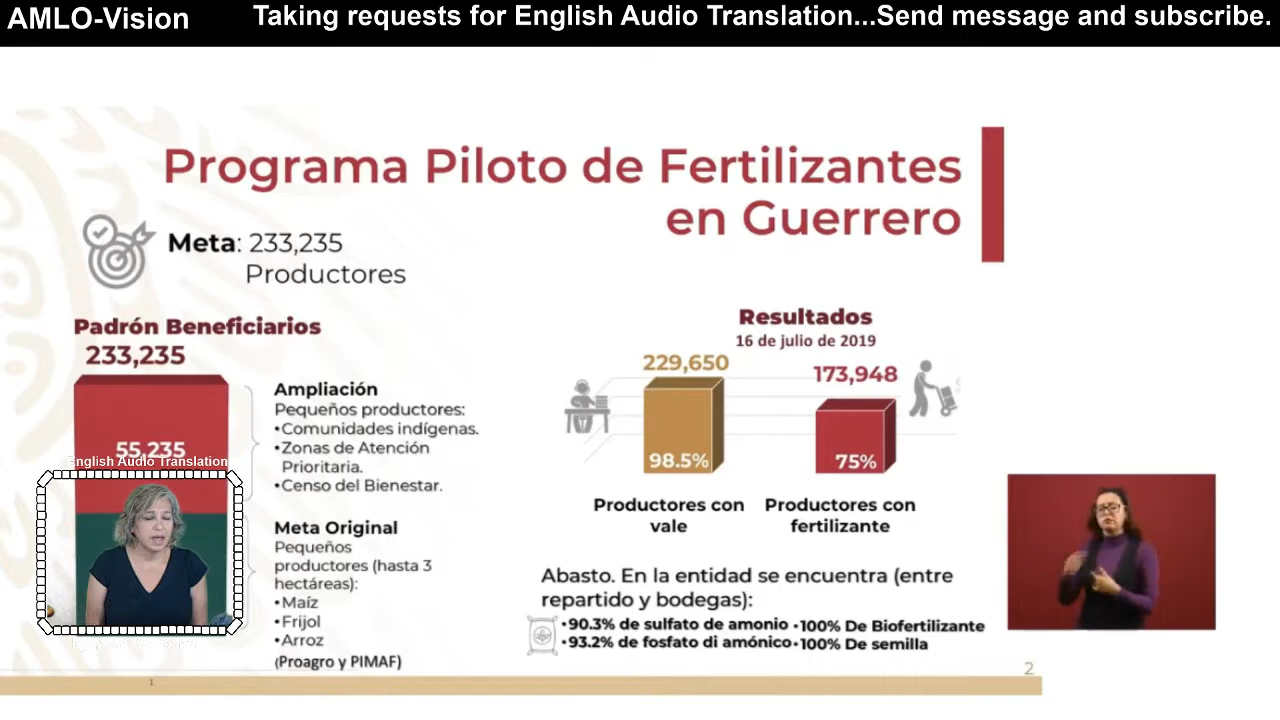 AMLO-Vision
Taking requests for English Audio Translation...Send message and subscribe.
Programa Piloto de Fertilizantes
en Guerrero
Meta: 233,235
Productores
Padrón Beneficiarios
233,235
55,235
English Audio Translation
Ampliación
Pequeños productores:
•Comunidades indígenas.
•Zonas de Atención
Prioritaria.
•Censo del Bienestar.
Meta Original
Pequeños
productores (hasta 3
hectáreas):
•Maíz
•Frijol
•Arroz
(Proagro y PIMAF)
Resultados
16 de julio de 2019
229,650
173,948
98.5%
75%
Productores con
vale
Productores con
fertilizante
Abasto. En la entidad se encuentra (entre
repartido y bodegas):
•90.3% de sulfato de amonio •100% De Biofertilizante
•93.2% de fosfato di amónico•100% De semilla
2
1